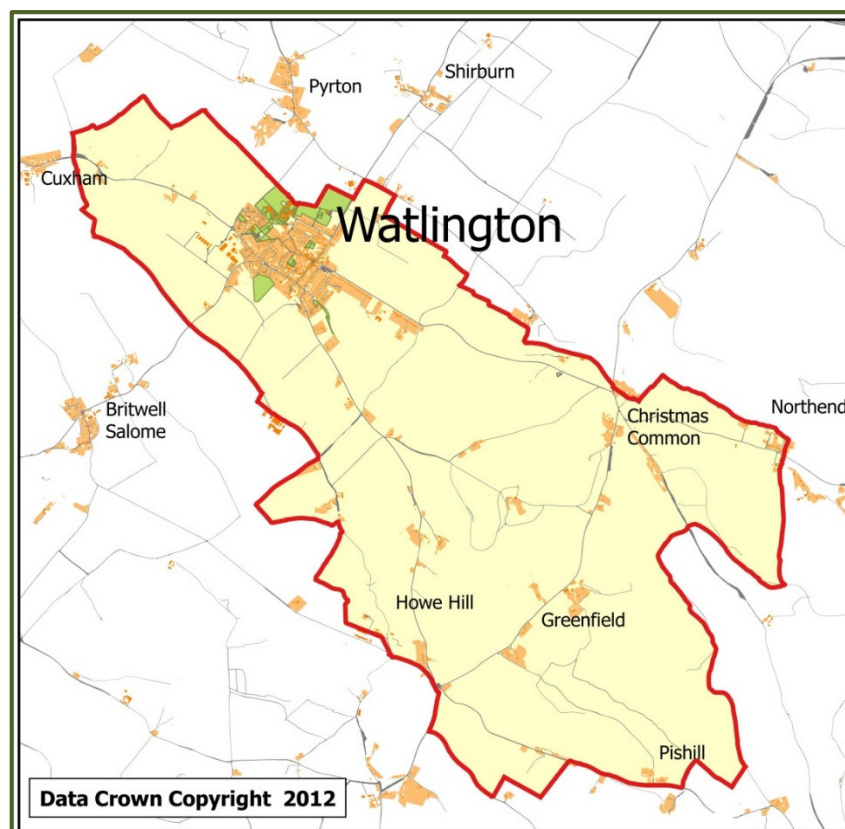 Shirburn
Pyrton
Cuxham
Watlington
Britwell
Salome
Christmas
Common
Northend
Howe Hill
Greenfield
Pishill
Data Crown Copyright 2012